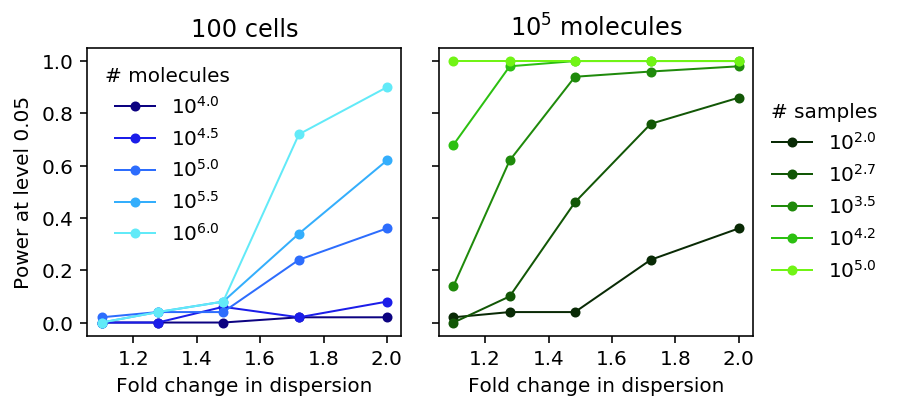 100 cells
10^5 molecules
Power at level 0.05
1.0
0.8
0.6
0.4
0.2
0.0
# molecules
10^4.0
10^4.5
10^5.0
10^5.5
10^6.0
1.2 1.4 1.6 1.8 2.0
Fold change in dispersion
1.2 1.4 1.6 1.8 2.0
Fold change in dispersion
# samples
10^2.0
10^2.7
10^3.5
10^4.2
10^5.0